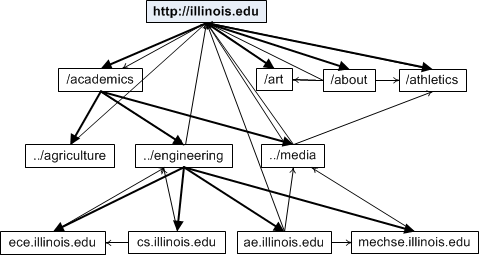 http://illinois.edu
/academics
/art
/about
/athletics
../agriculture
../engineering
../media
ece.illinois.edu
cs.illinois.edu
ae.illinois.edu
mechse.illinois.edu